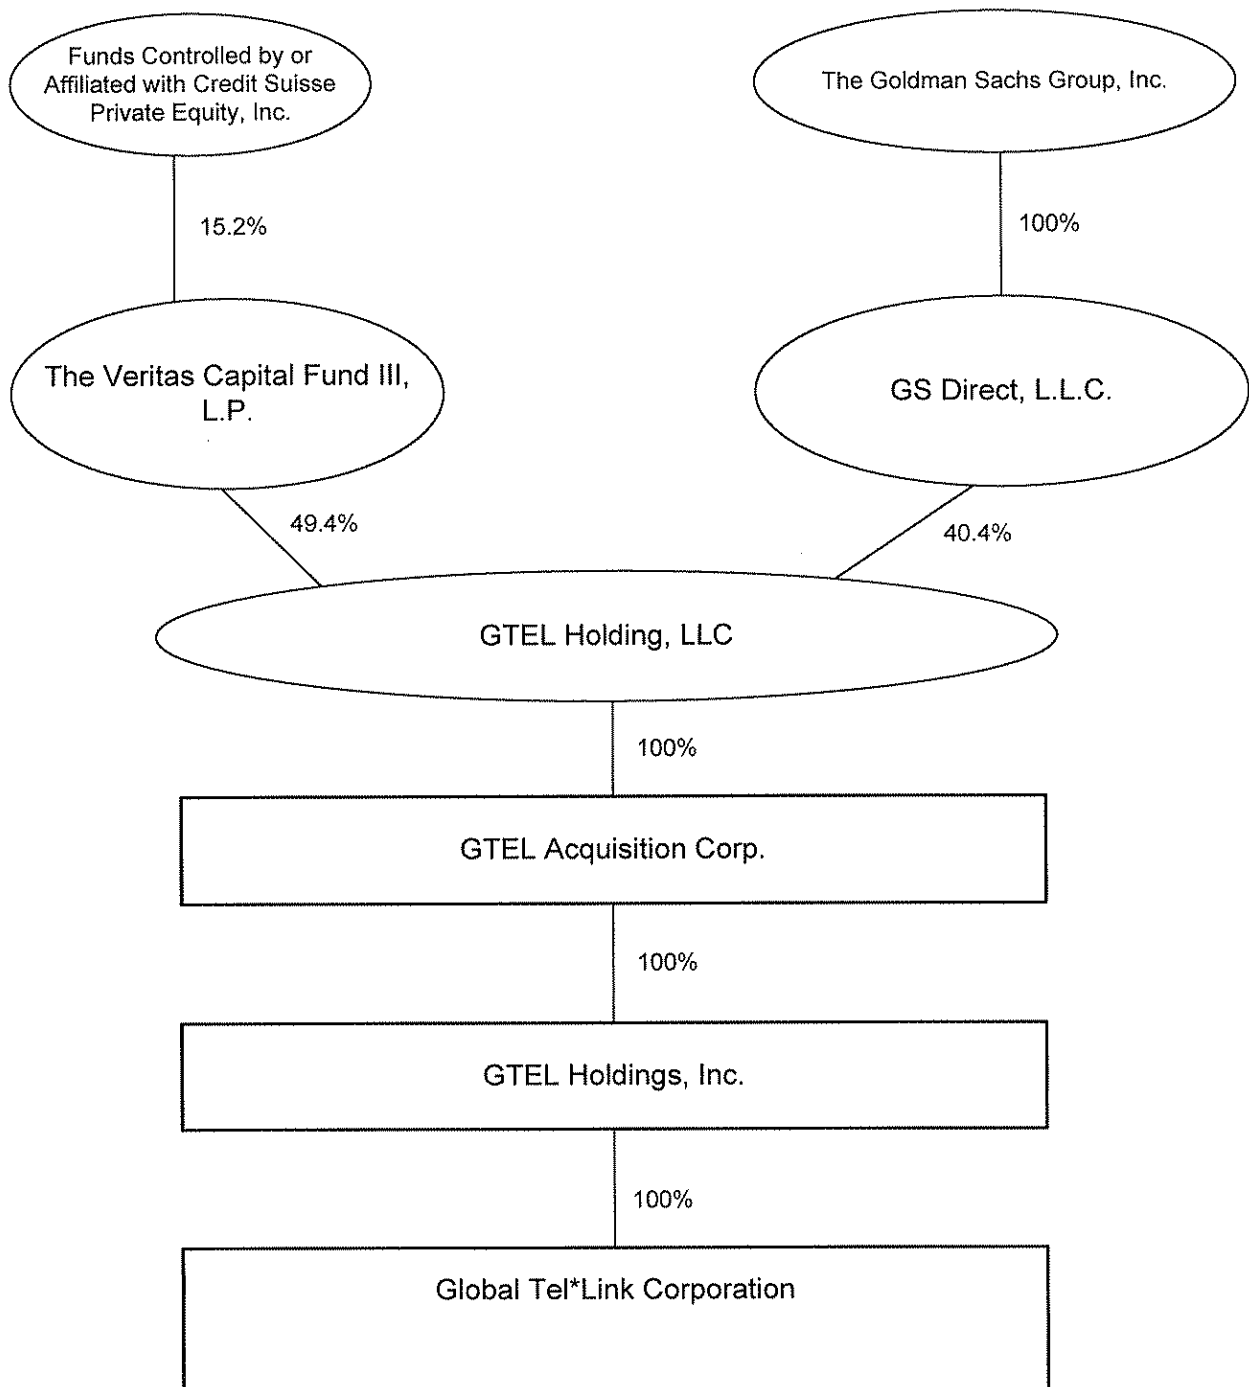 Funds Controlled by or
Affiliated with Credit Suisse
Private Equity, Inc.
The Goldman Sachs Group, Inc.
15.2%
100%
The Veritas Capital Fund III,
L.P.
GS Direct, L.L.C.
49.4%
40.4%
GTEL Holding, LLC
100%
GTEL Acquisition Corp.
100%
GTEL Holdings, Inc.
100%
Global Tel*Link Corporation